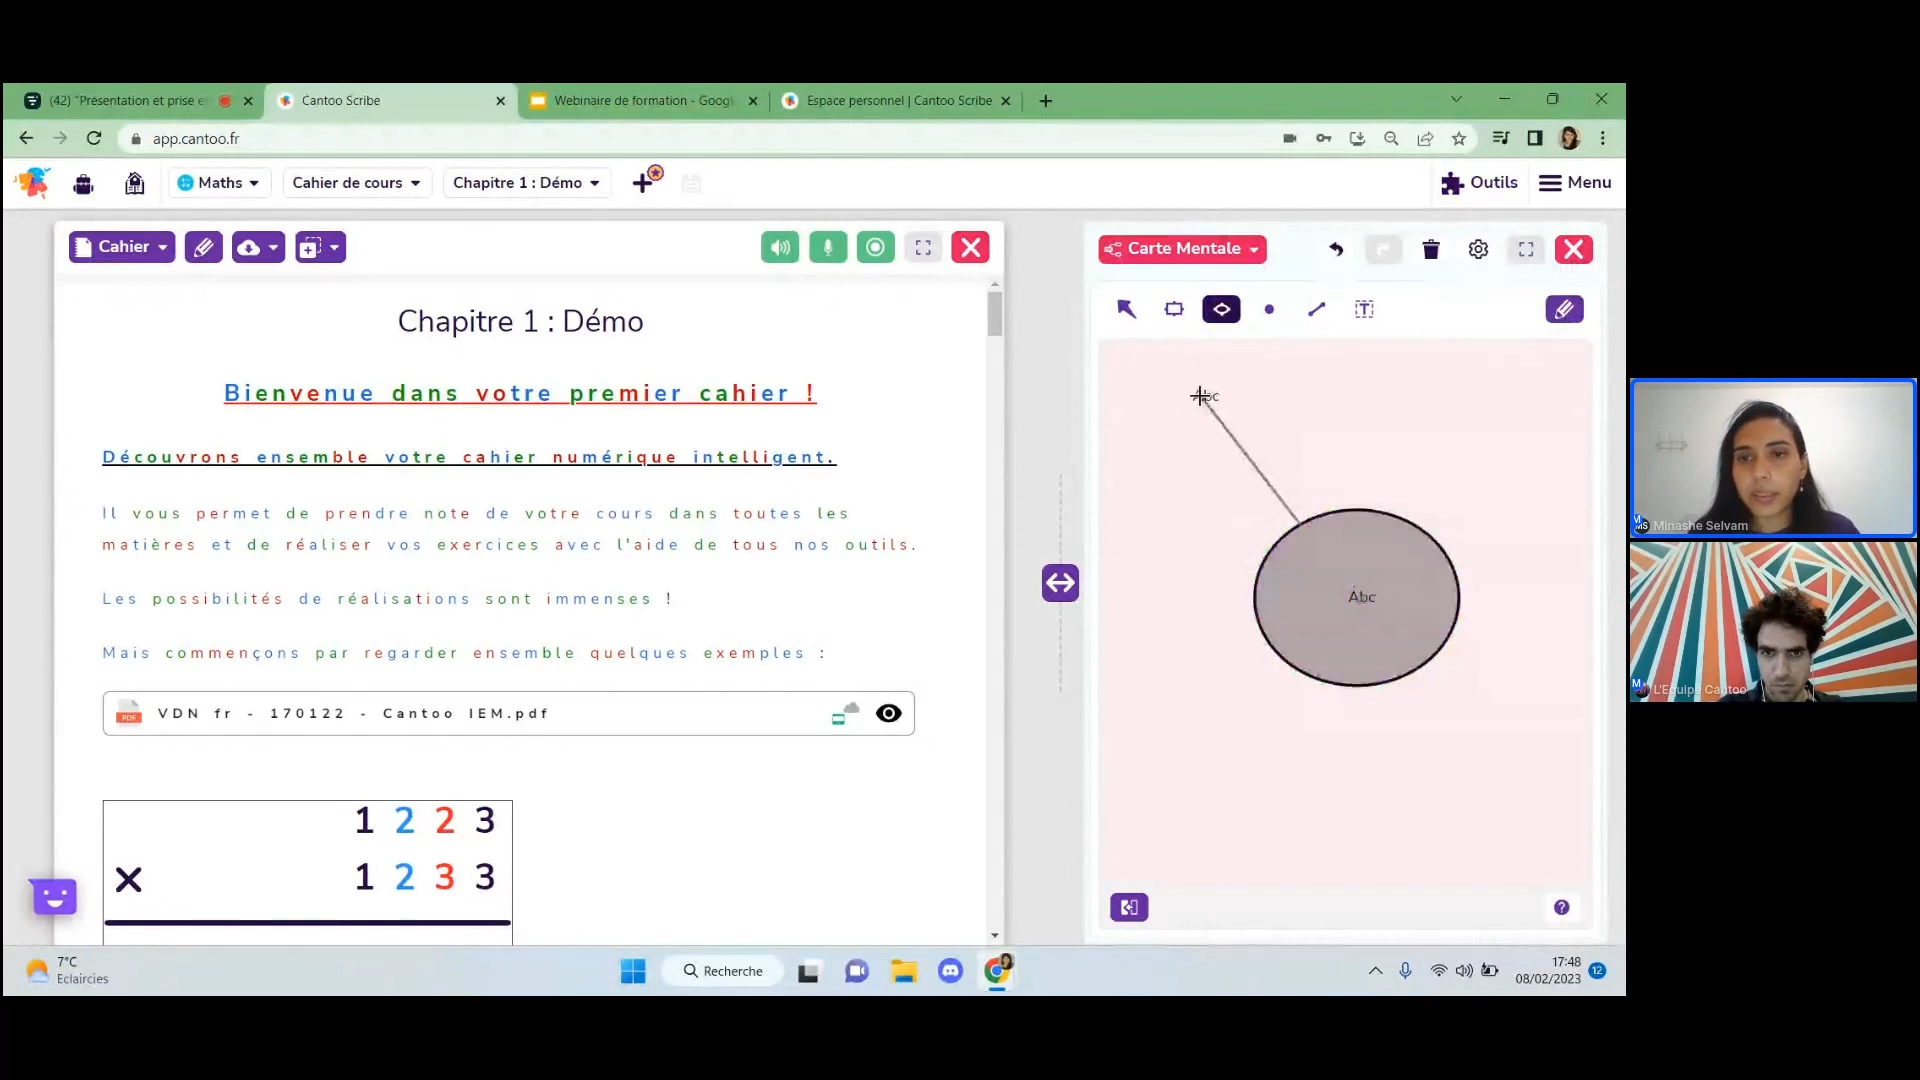 (42) "Présentation et prise e
Cantoo Scribe
Webinaire de formation - Googl
Espace personnel | Cantoo Scribe
app.cantoo.fr
Maths
Cahier de cours
Chapitre 1 : Démo
Outils
Menu
Cahier
Carte Mentale
T
Chapitre 1 : Démo
Bienvenue dans votre premier cahier !
Découvrons ensemble votre cahier numérique intelligent.
Il vous permet de prendre note de votre cours dans toutes les
matières et de réaliser vos exercices avec l'aide de tous nos outils.
Les possibilités de réalisations sont immenses !
Mais commençons par regarder ensemble quelques exemples :
PDF
VDN fr - 170122 - Cantoo IEM.pdf
1 2 2 3
× 1 2 3 3
Abc
Abc
?
Minashe Selvam
MS
M
L'Equipe Cantoo
M
7°C
Eclaircies
Recherche
17:48
08/02/2023
12